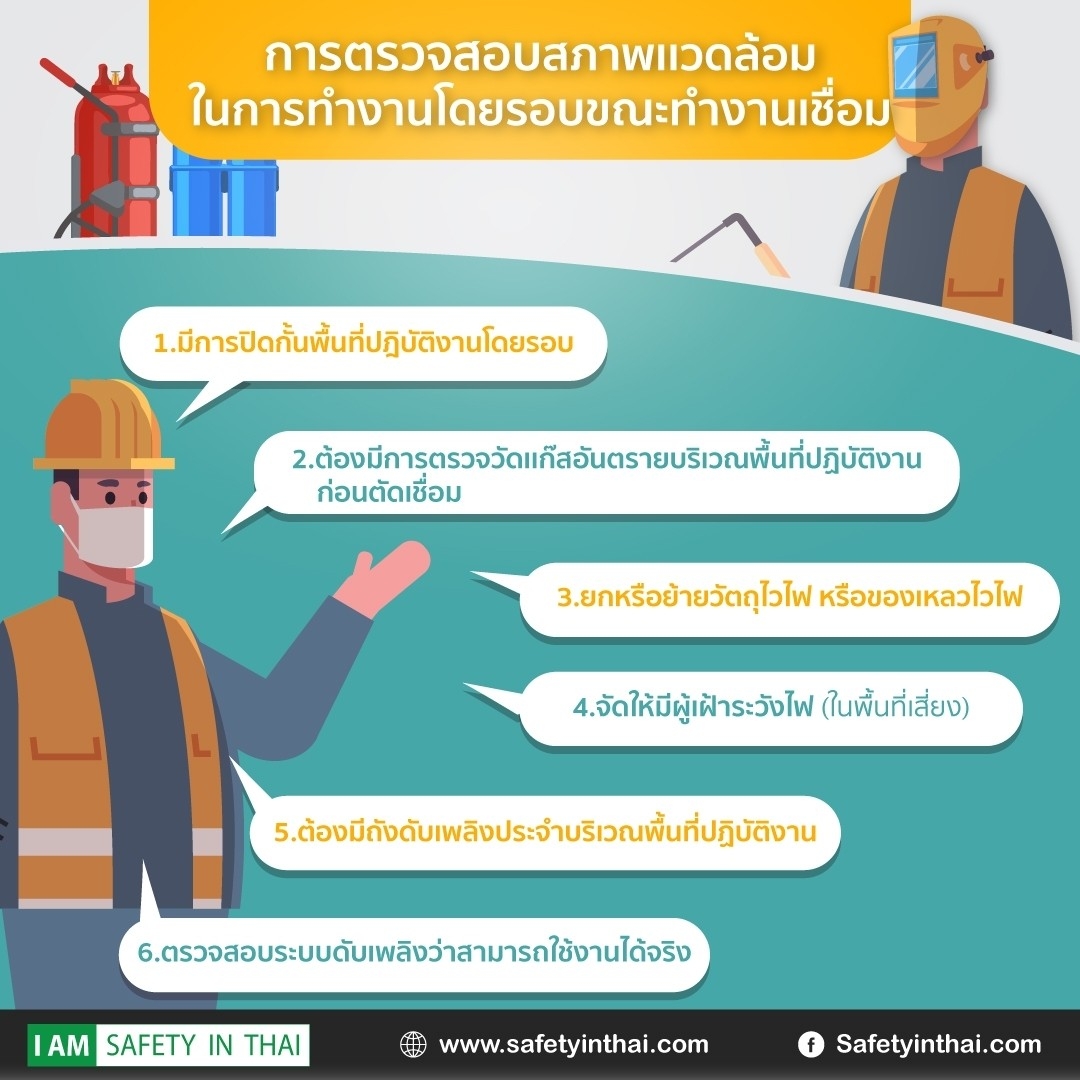 การตรวจสอบสภาพแวดล้อม
ในการทำงานโดยรอบขณะทำงานเชื่อม
1.มีการปิดกั้นพื้นที่ปฎิบัติงานโดยรอบ
2.ต้องมีการตรวจวัดแก๊สอันตรายบริเวณพื้นที่ปฏิบัติงาน
ก่อนตัดเชื่อม
3.ยกหรือย้ายวัตถุไวไฟ หรือของเหลวไวไฟ
4.จัดให้มีผู้เฝ้าระวังไฟ (ในพื้นที่เสี่ยง)
5.ต้องมีถังดับเพลิงประจำบริเวณพื้นที่ปฏิบัติงาน
6.ตรวจสอบระบบดับเพลิงว่าสามารถใช้งานได้จริง
I AM SAFETY IN THAI
www.safetyinthai.com
Safetyinthai.com